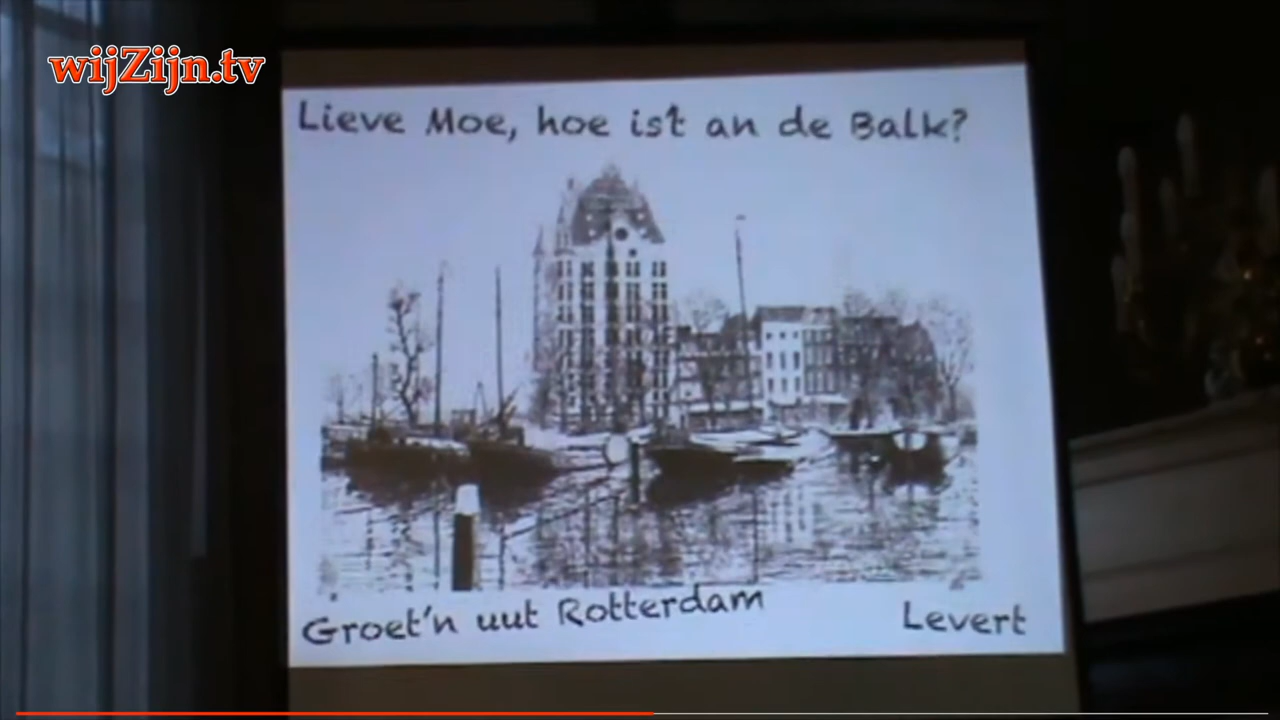 wijZijn.tv
Lieve Moe, hoe ist an de Balk?
Groet'n uut Rotterdam
Levert